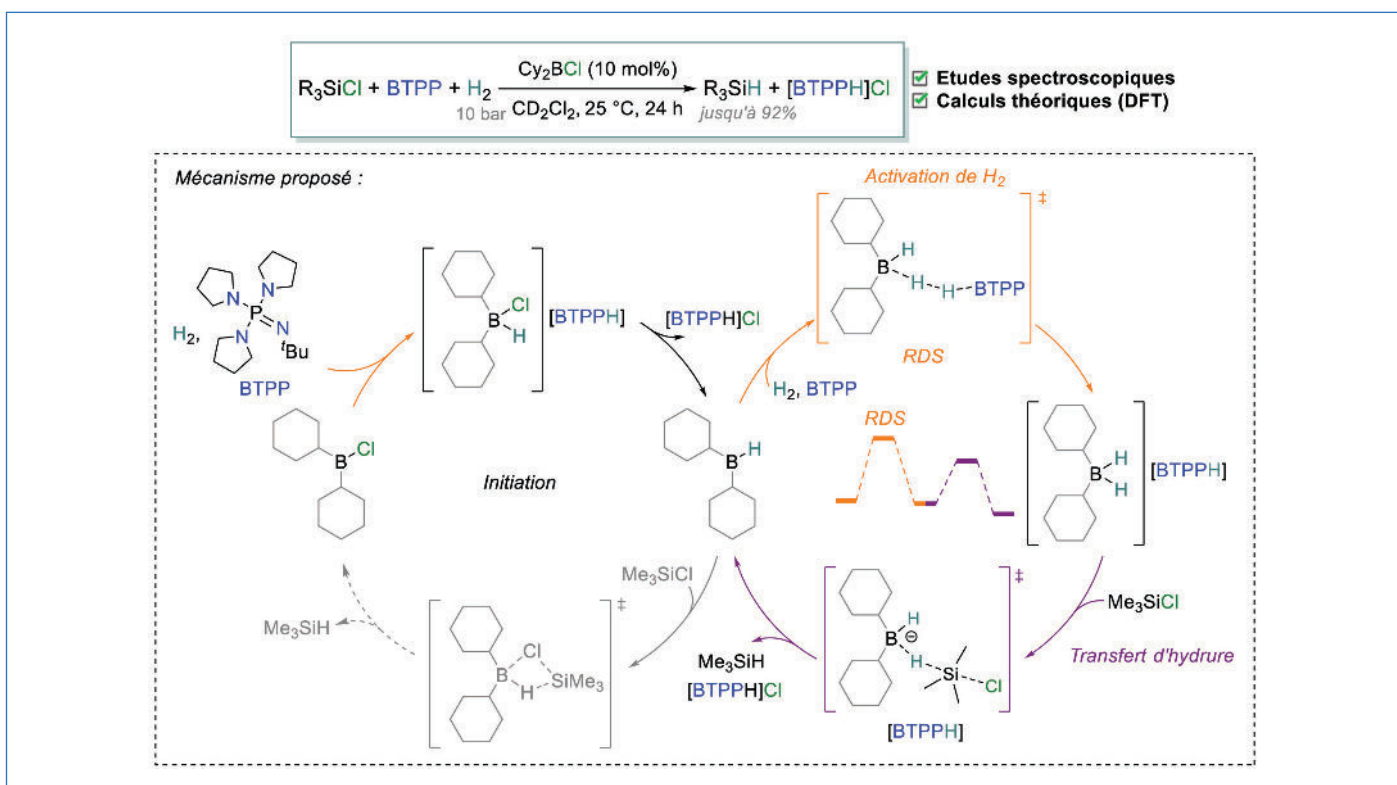 R3SiCl + BTPP + H2 Cy2BCl (10 mol%) R3SiH + [BTPPH]Cl
10 bar CD2Cl2, 25 °C, 24 h jusqu'à 92%
Etudes spectroscopiques
Calculs théoriques (DFT)
Mécanisme proposé :
Activation de H2
‡
H
B
H
H
BTPP
RDS
N
N
P
N
N
tBu
H2,
BTPP
Cl
B
H
[BTPPH]
[BTPPH]Cl
H2, BTPP
B
Cl
Initiation
H
B
RDS
H
B
H
[BTPPH]
Me3SiCl
Me3SiH
‡
Cl
B
H
SiMe3
Me3SiH
[BTPPH]Cl
‡
H
B
⊖
H
Si
Cl
[BTPPH]
Me3SiCl
Transfert d'hydrure